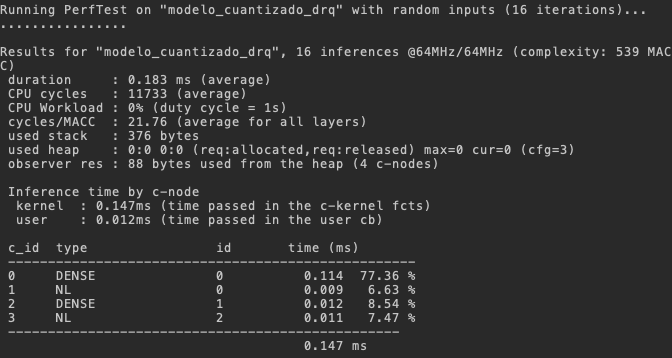 Running PerfTest on "modelo_cuantizado_drq" with random inputs (16 iterations)...
................
Results for "modelo_cuantizado_drq", 16 inferences @64MHz/64MHz (complexity: 539 MAC
C)
duration     : 0.183 ms (average)
CPU cycles   : 11733 (average)
CPU Workload : 0% (duty cycle = 1s)
cycles/MACC  : 21.76 (average for all layers)
used stack   : 376 bytes
used heap    : 0:0 0:0 (req:allocated,req:released) max=0 cur=0 (cfg=3)
observer res : 88 bytes used from the heap (4 c-nodes)
Inference time by c-node
kernel  : 0.147ms (time passed in the c-kernel fcts)
user    : 0.012ms (time passed in the user cb)
c_id  type                id       time (ms)
---------------------------------------------------
0     DENSE               0          0.114  77.36 %
1     NL                  0          0.009   6.63 %
2     DENSE               1          0.012   8.54 %
3     NL                  2          0.011   7.47 %
-------------------------------------------------
0.147 ms